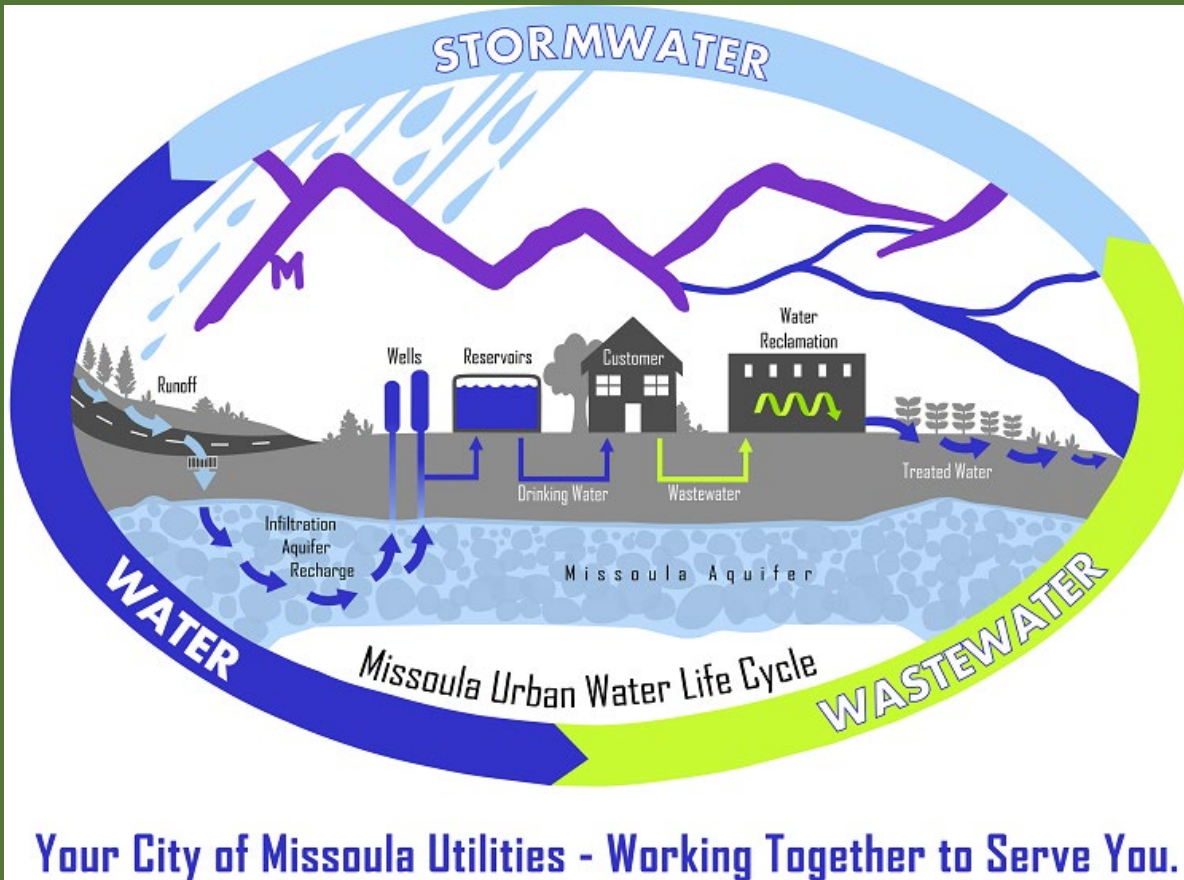 STORMWATER
M
Water
Reclamation
Wells
Reservoirs
Customer
Runoff
Drinking Water
Wastewater
Treated Water
Infiltration
Aquifer
Recharge
Missoula Aquifer
WATER
Missoula Urban Water Life Cycle
WASTEWATER
Your City of Missoula Utilities - Working Together to Serve You.